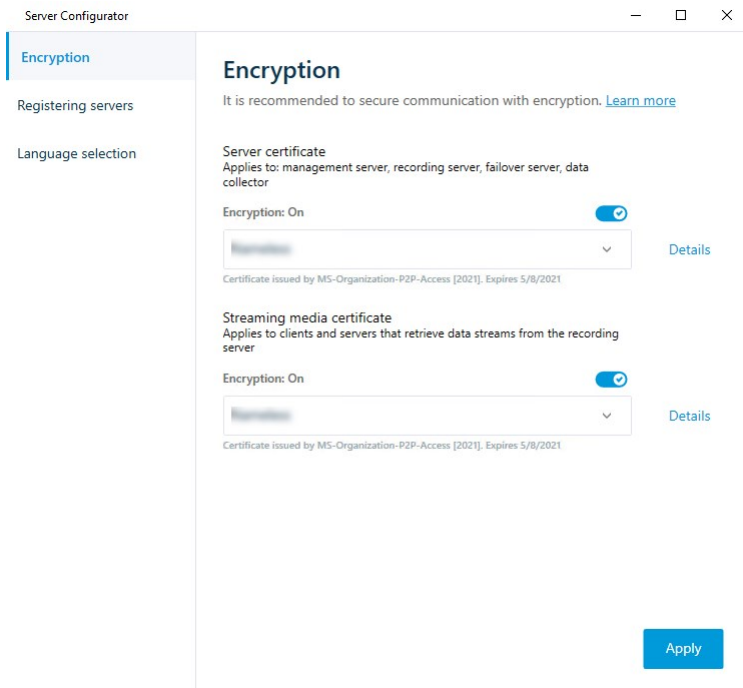 Server Configurator
Encryption
Registering servers
Language selection
Encryption
It is recommended to secure communication with encryption. Learn more
Server certificate
Applies to: management server, recording server, failover server, data
collector
Encryption: On
Details
Certificate issued by MS-Organization-P2P-Access [2021]. Expires 5/8/2021
Streaming media certificate
Applies to clients and servers that retrieve data streams from the recording
server
Encryption: On
Details
Certificate issued by MS-Organization-P2P-Access [2021]. Expires 5/8/2021
Apply